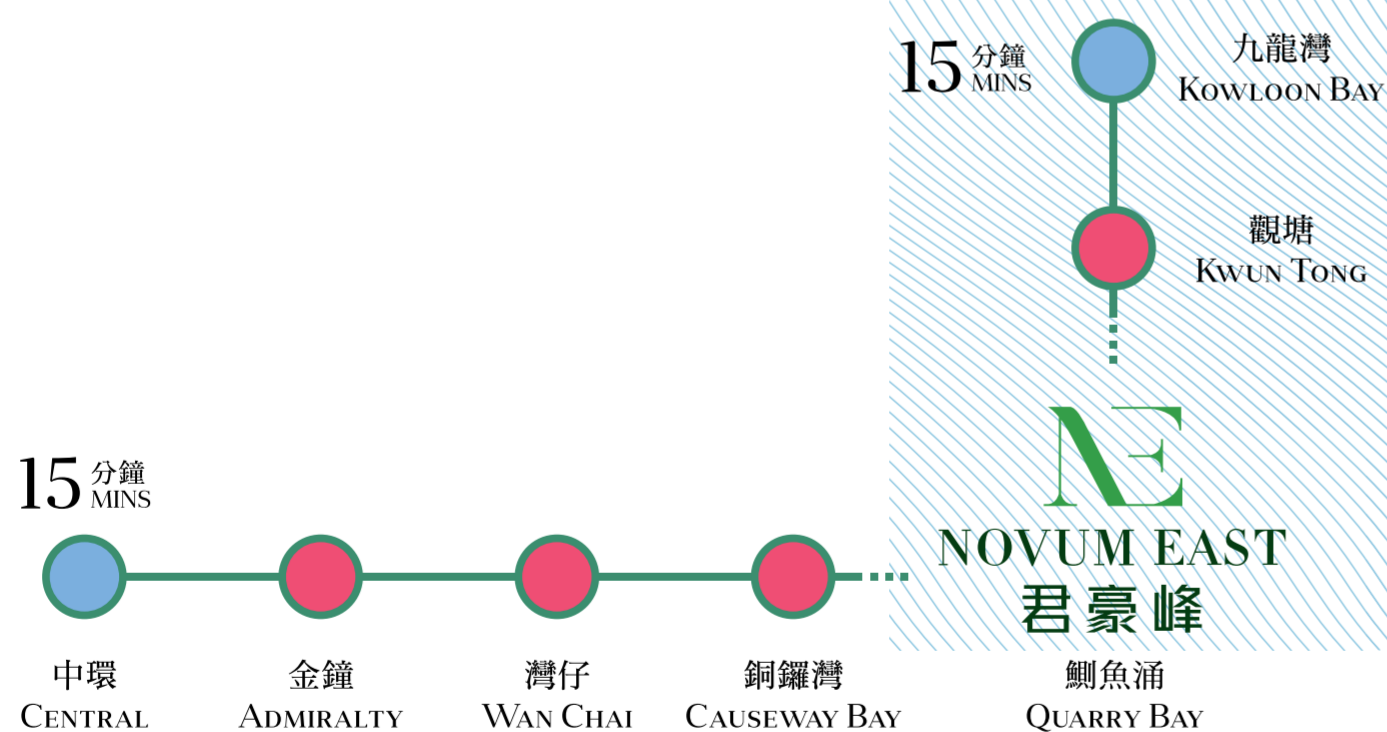 15 分鐘
MINS
九龍灣
Kowloon Bay
觀塘
Kwun Tong
NE
NOVUM EAST
君豪峰
15 分鐘
MINS
中環
Central
金鐘
Admiralty
灣仔
Wan Chai
銅鑼灣
Causeway Bay
鰂魚涌
Quarry Bay